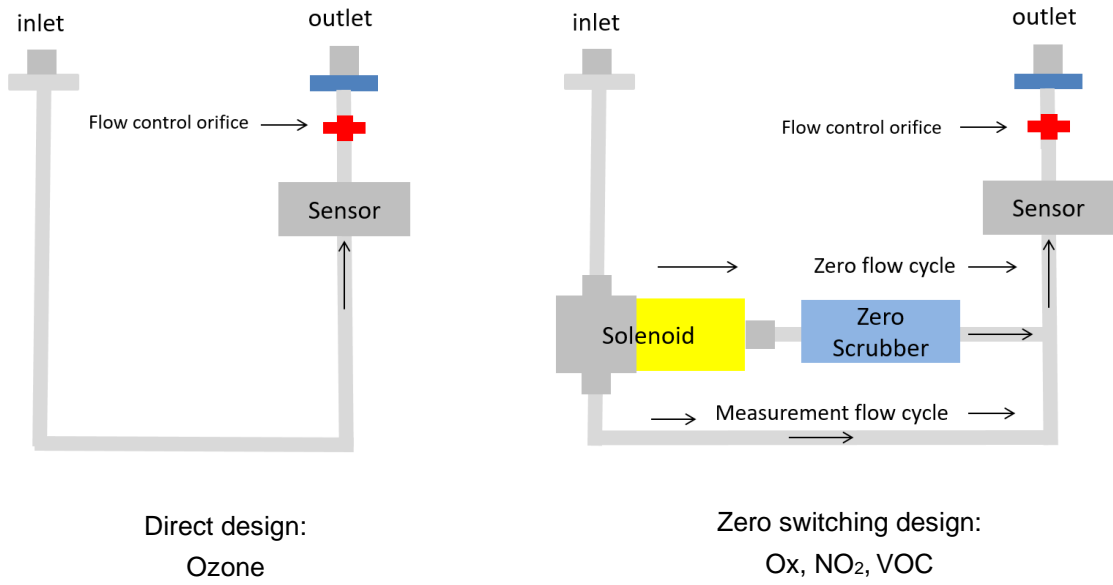 inlet
outlet
Flow control orifice
Sensor
Direct design:
Ozone
inlet
outlet
Flow control orifice
Sensor
Zero flow cycle
Solenoid
Zero
Scrubber
Measurement flow cycle
Zero switching design:
Ox, NO₂, VOC